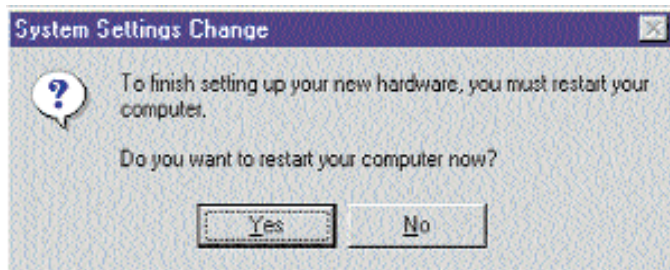 System Settings Change
To finish setting up your new hardware, you must restart your
computer.
Do you want to restart your computer now?
Yes
No